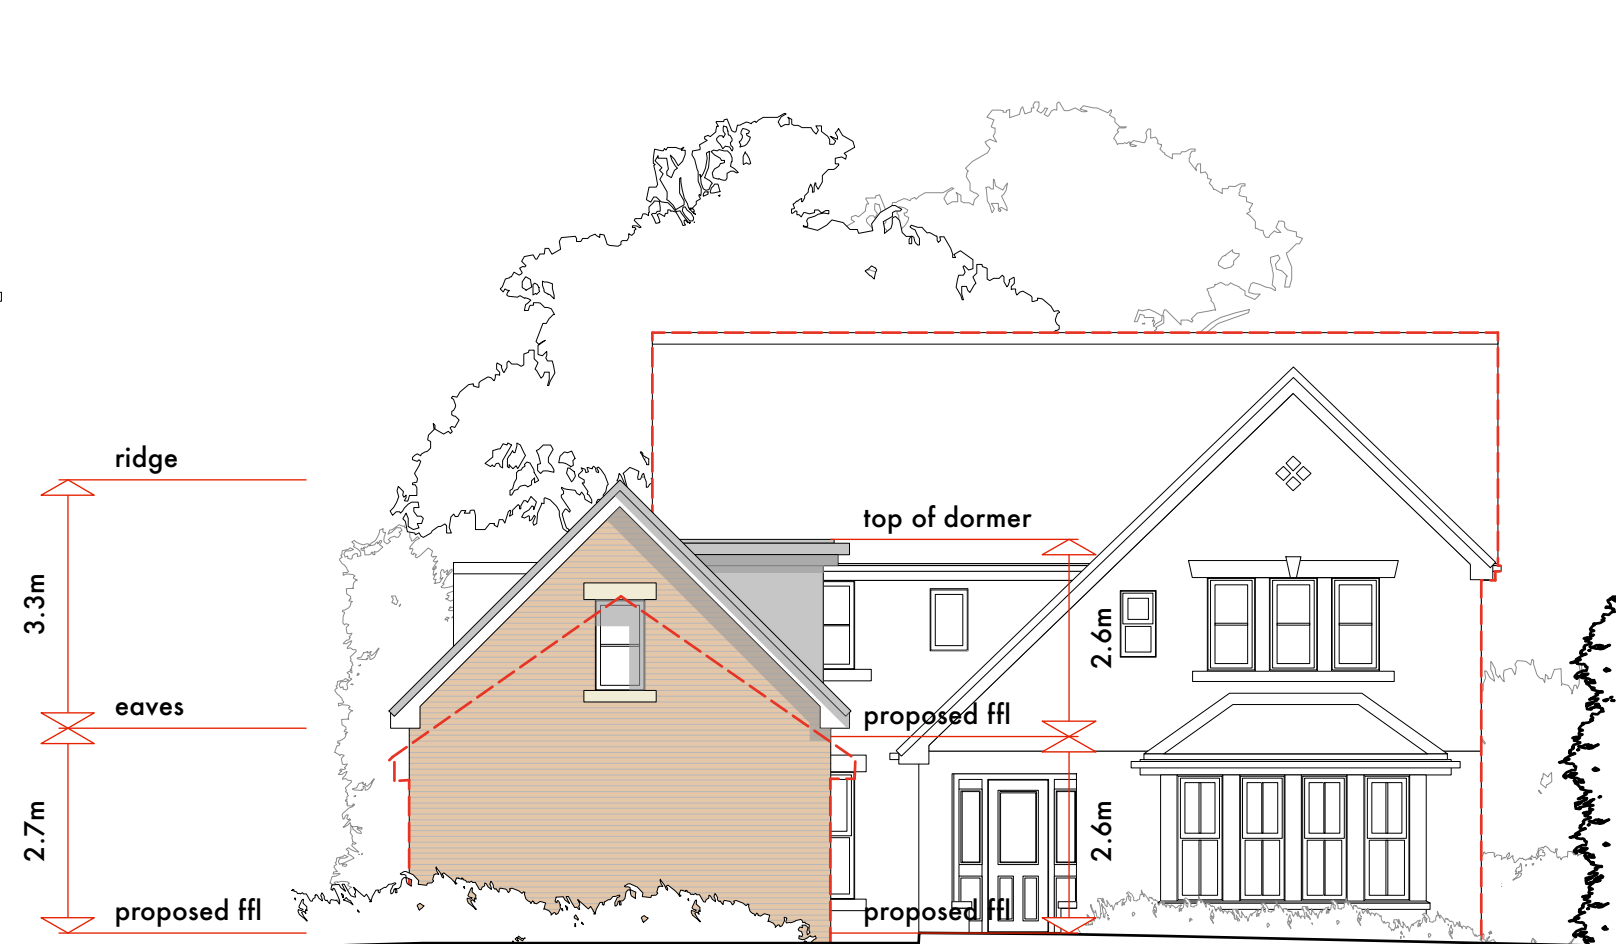 ridge
3.3m
eaves
2.7m
proposed ffl
top of dormer
2.6m
proposed ffl
2.6m
proposed ffl